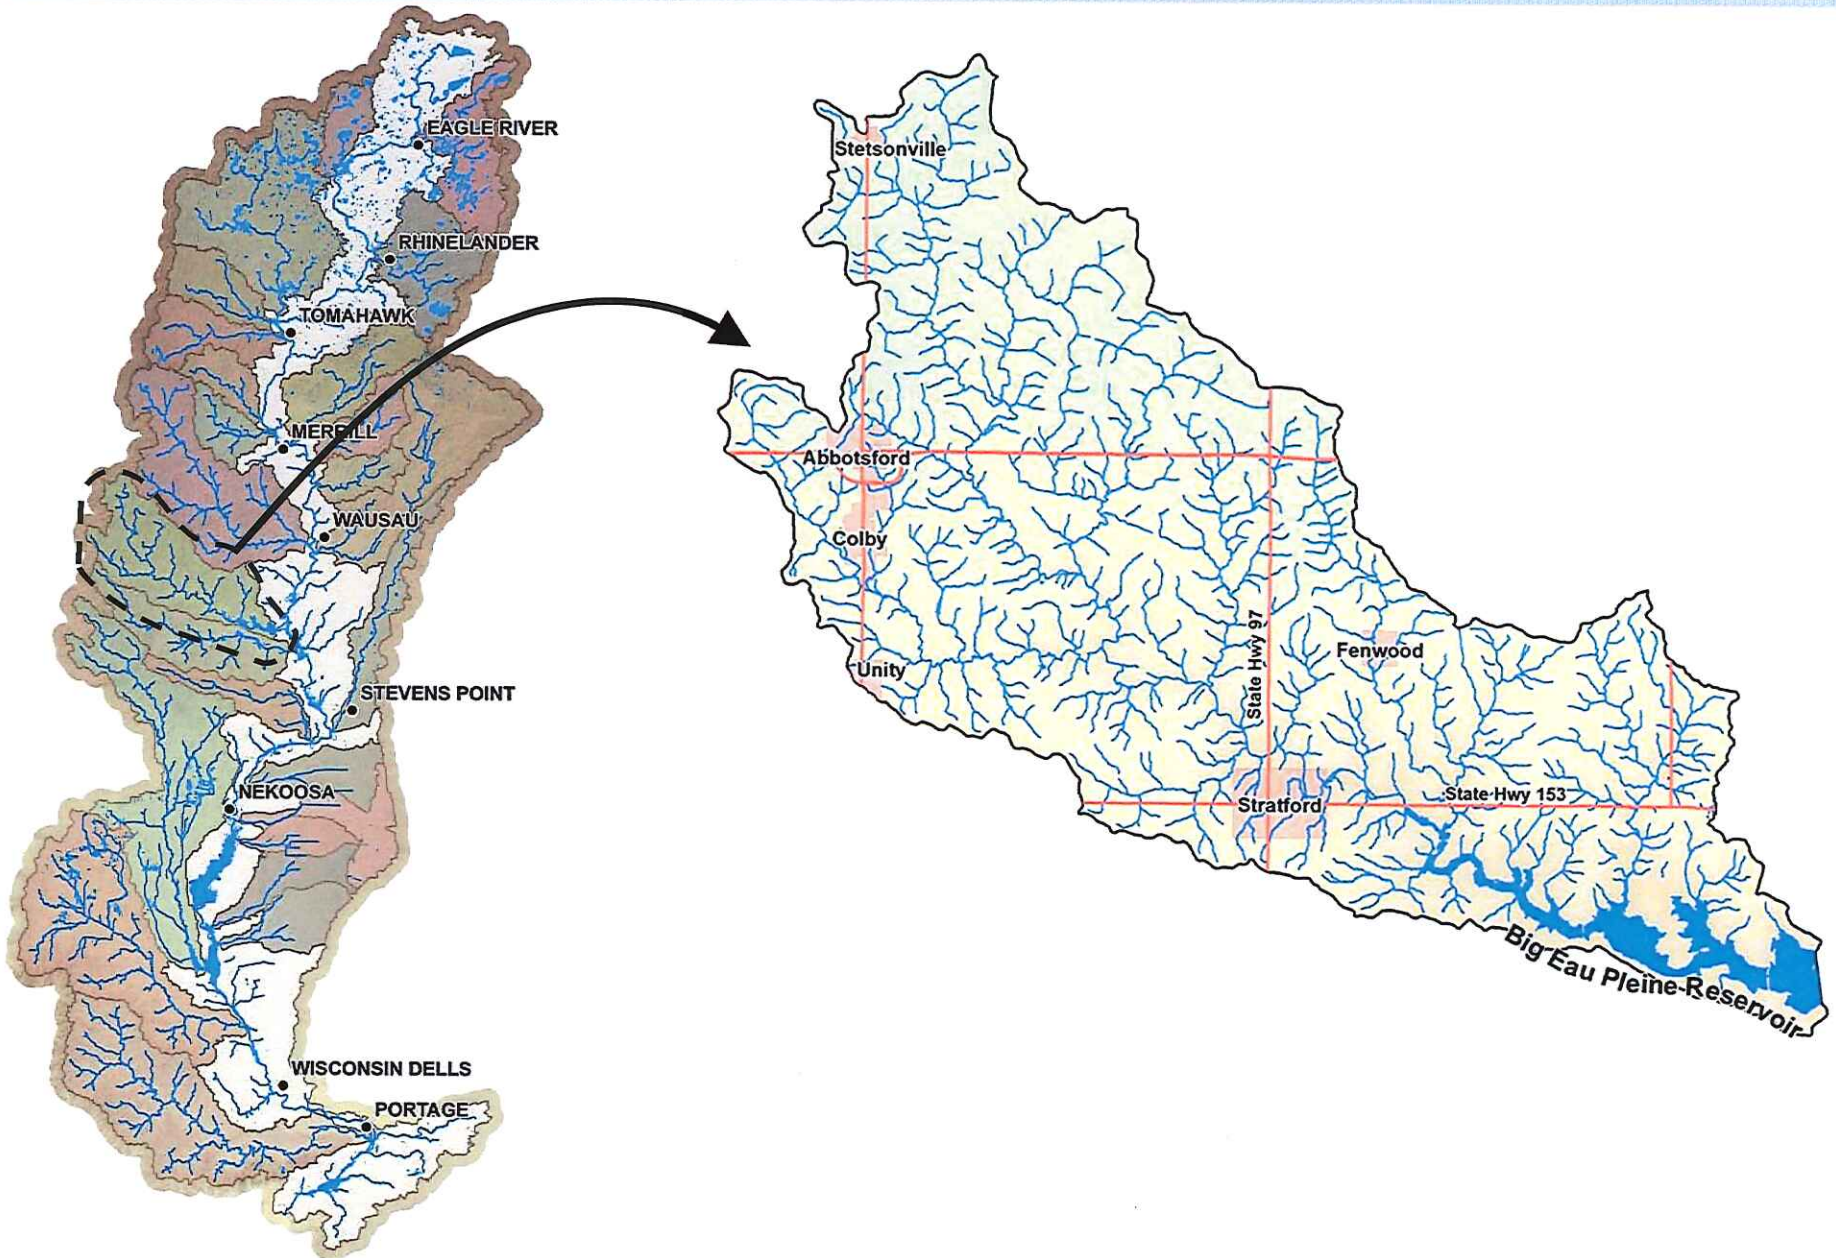 EAGLE RIVER
RHINELANDER
TOMAHAWK
MERRILL
WAUSAU
STEVENS POINT
NEKOOSA
WISCONSIN DELLS
PORTAGE
Stetsonville
Abbotsford
Colby
Unity
State Hwy 97
Fenwood
Stratford
State Hwy 153
Big Eau Pleine Reservoir